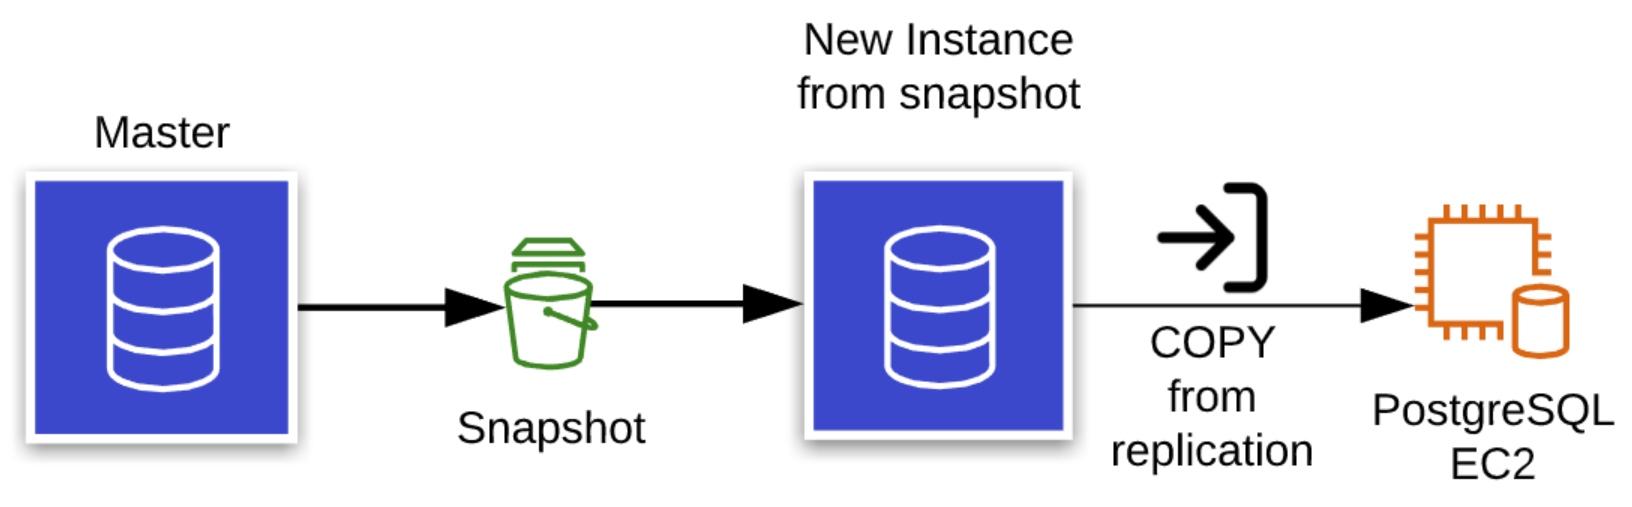 Master
Snapshot
New Instance
from snapshot
COPY
from
replication
PostgreSQL
EC2